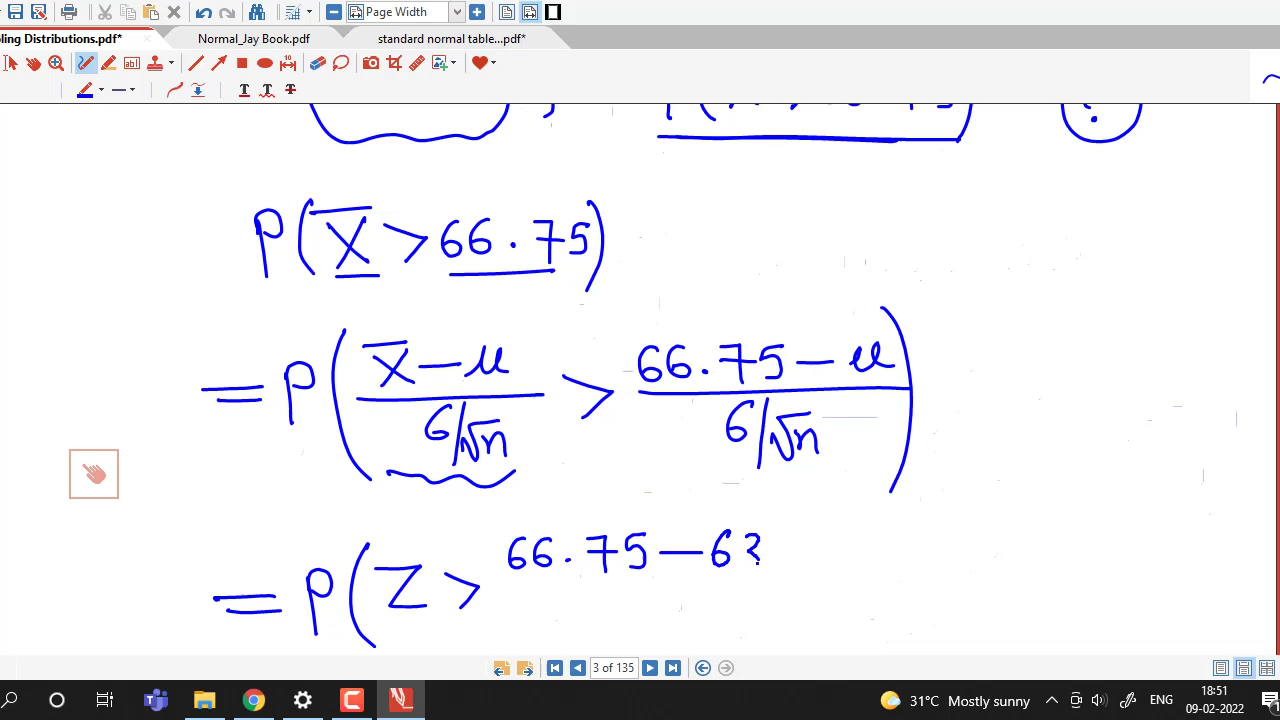 Page Width
ling Distributions.pdf*
Normal_Jay Book.pdf
standard normal table...pdf*
P(X̅ > 66.75)
= P( (X̅ − μ)/(σ/√n) > (66.75 − μ)/(σ/√n) )
= P( Z > 66.75 − 6
3 of 135
31°C Mostly sunny
ENG
18:51
09-02-2022